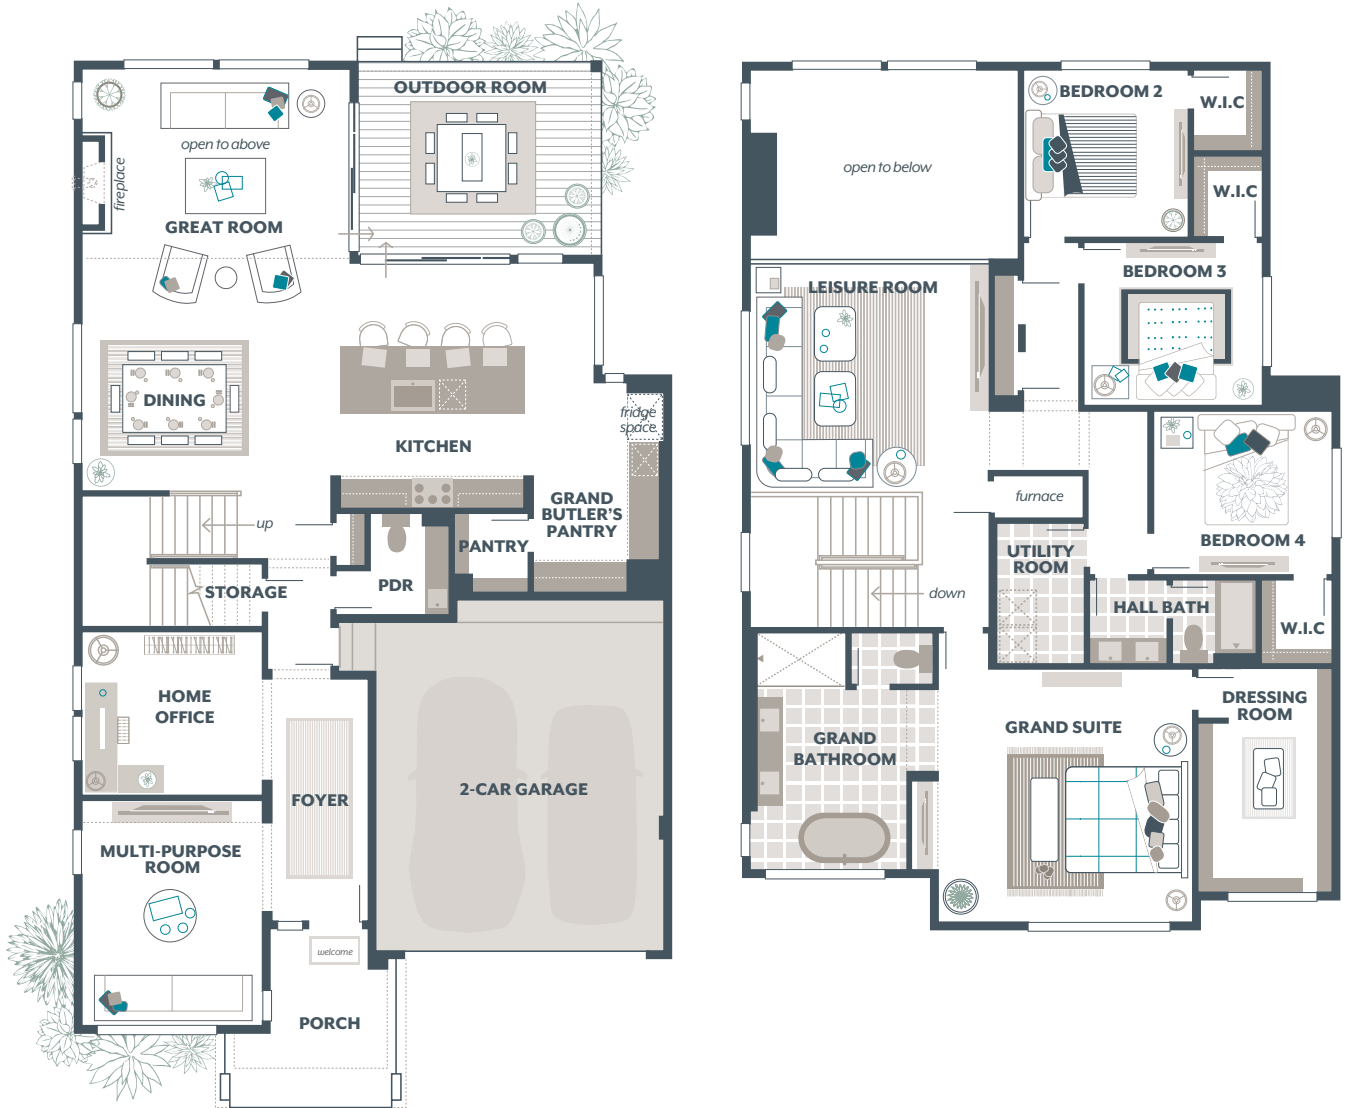 OUTDOOR ROOM
open to above
fireplace
GREAT ROOM
DINING
KITCHEN
fridge
space
GRAND
BUTLER'S
PANTRY
up
PANTRY
PDR
STORAGE
HOME
OFFICE
FOYER
2-CAR GARAGE
MULTI-PURPOSE
ROOM
welcome
PORCH
BEDROOM 2
W.I.C
open to below
W.I.C
BEDROOM 3
LEISURE ROOM
furnace
UTILITY
ROOM
BEDROOM 4
down
HALL BATH
W.I.C
DRESSING
ROOM
GRAND SUITE
GRAND
BATHROOM